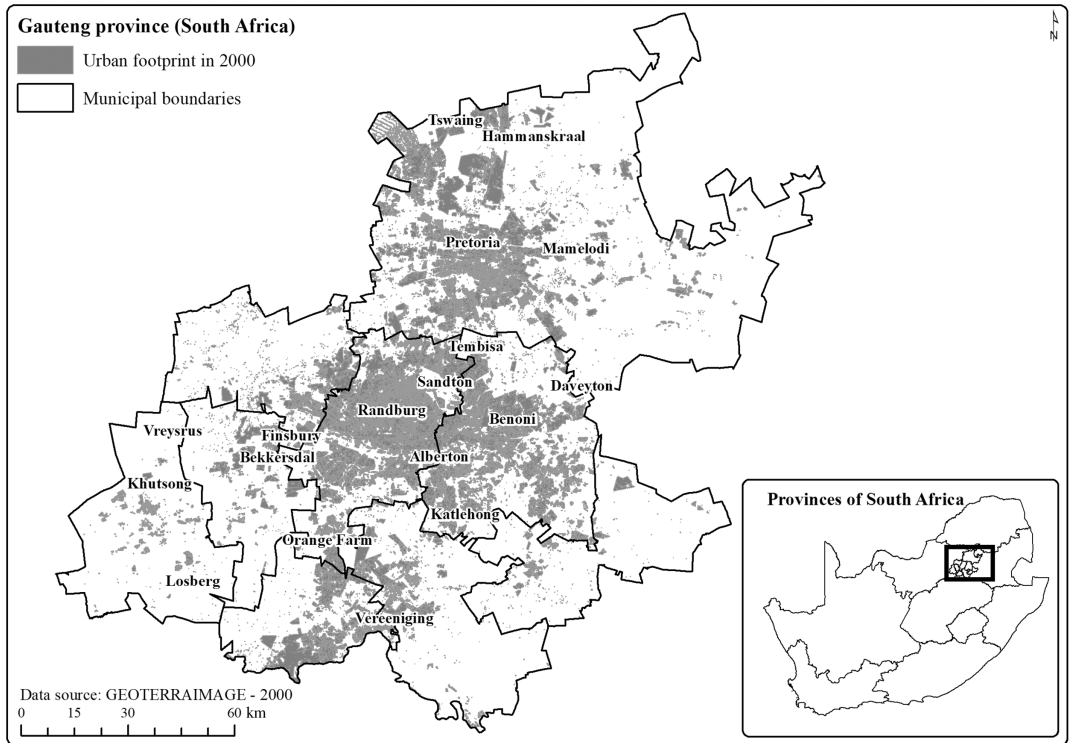 Gauteng province (South Africa)
Urban footprint in 2000
Municipal boundaries
N
Tswaing
Hammanskraal
Pretoria
Mamelodi
Tembisa
Sandton
Daveyton
Randburg
Benoni
Vreysrus
Finsbury
Bekkersdal
Alberton
Khutsong
Katlehong
Orange Farm
Losberg
Vereeniging
Provinces of South Africa
Data source: GEOTERRAIMAGE - 2000
0 15 30 60 km